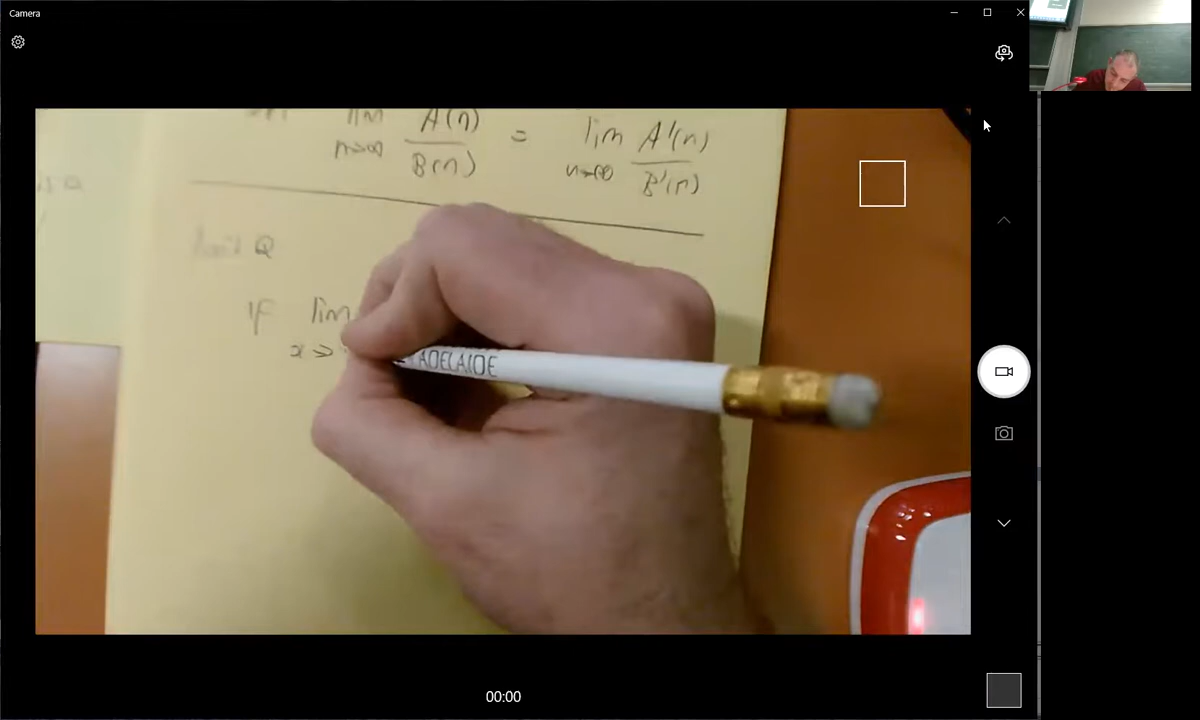 Camera
lim A(n) = lim A'(n)
n→∞ B(n) n→∞ B'(n)
Q
If lim
x →
ADELAIDE
00:00